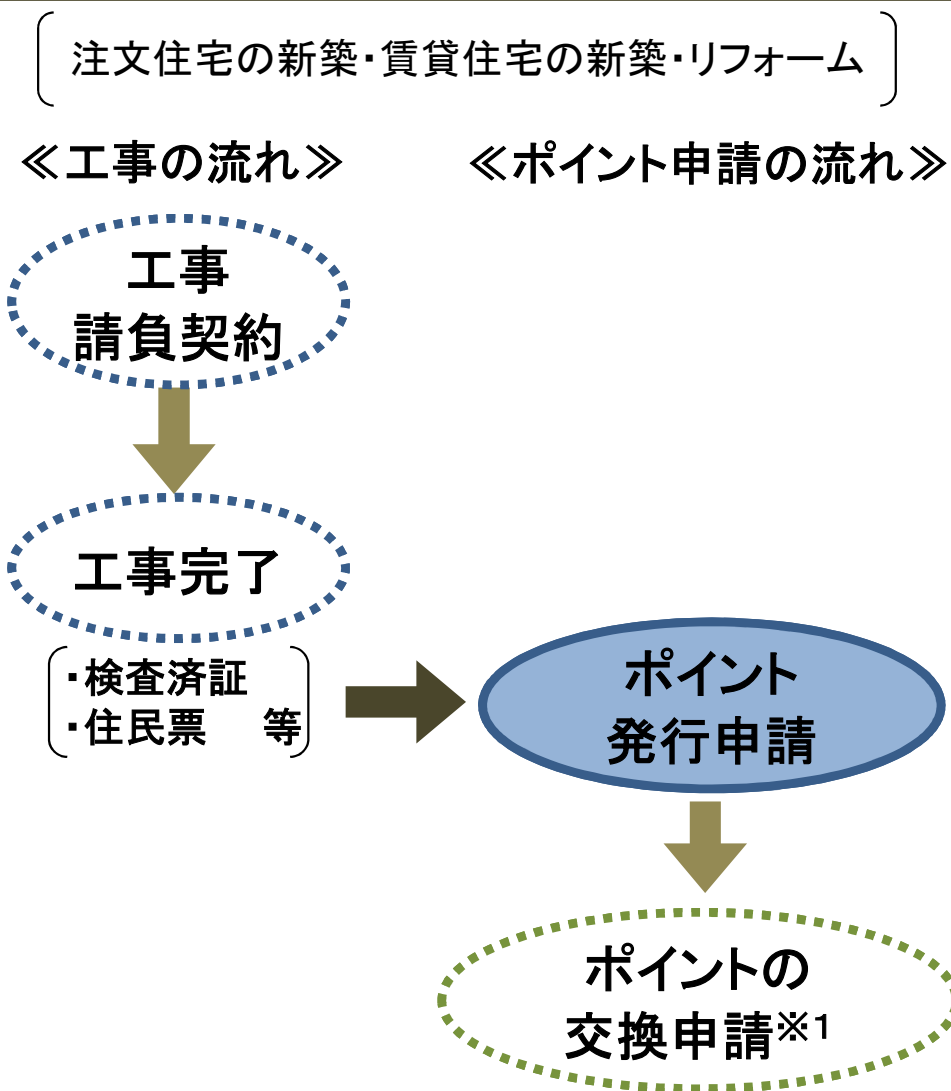 注文住宅の新築・賃貸住宅の新築・リフォーム
≪工事の流れ≫
≪ポイント申請の流れ≫
工事
請負契約
工事完了
・検査済証
・住民票　等
ポイント
発行申請
ポイントの
交換申請※1